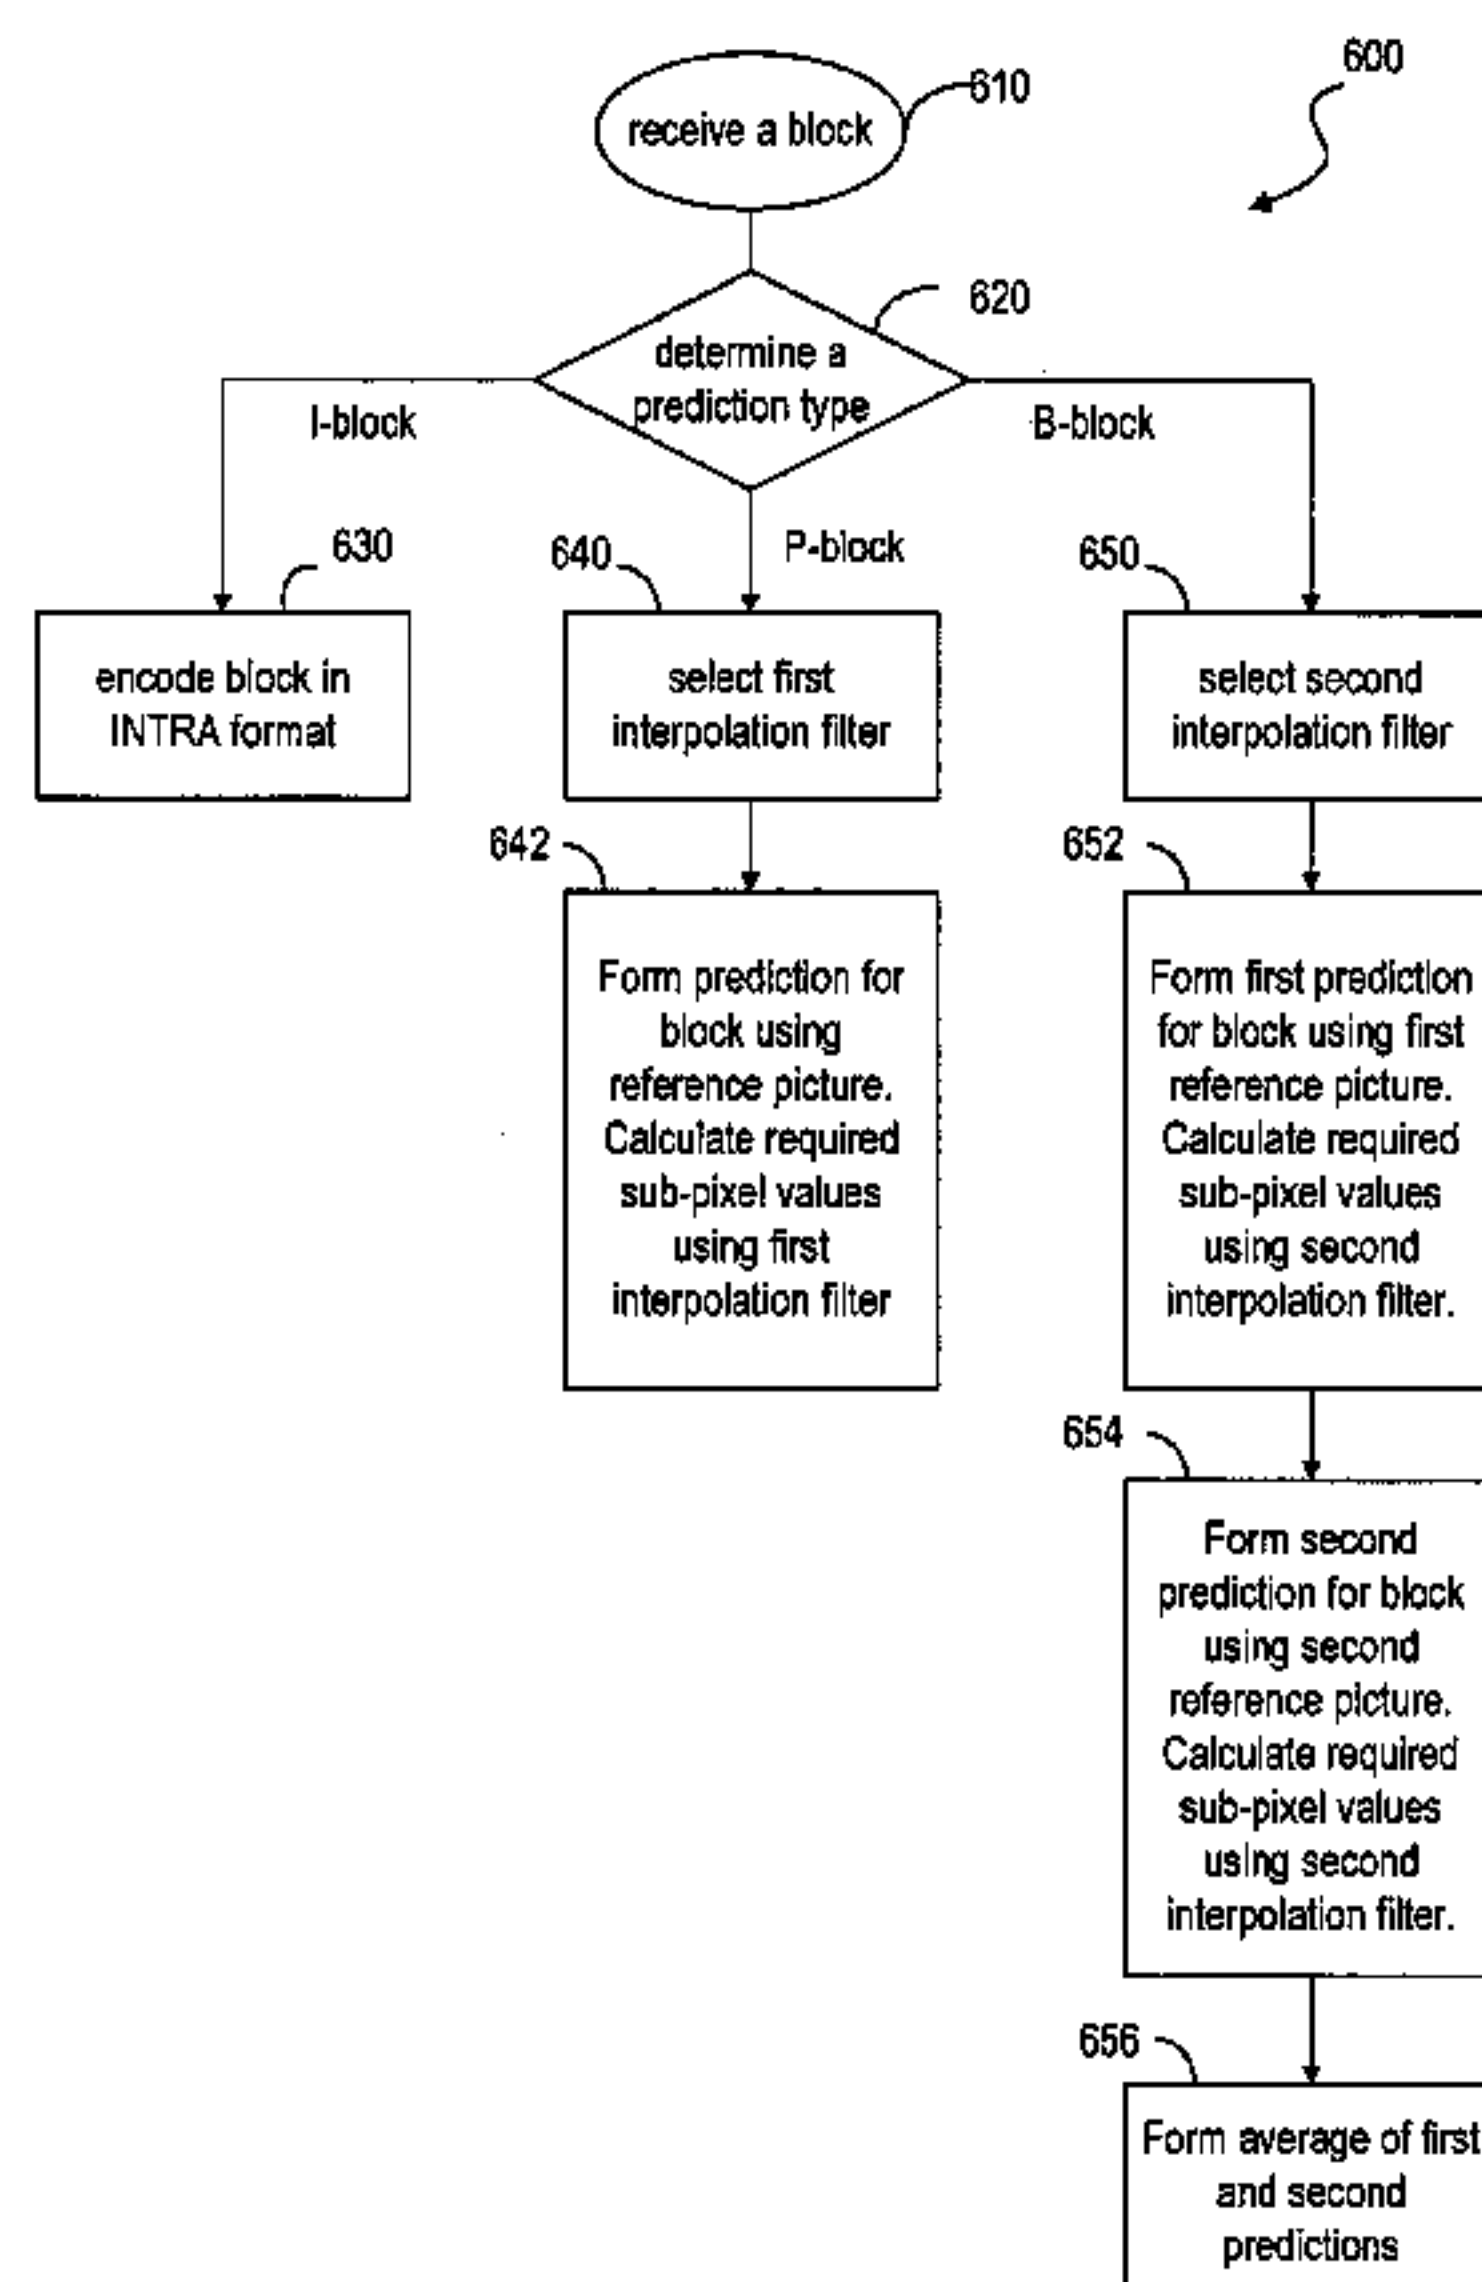 600
610
receive a block
620
determine a
prediction type
I-block
B-block
P-block
630
640
650
encode block in
INTRA format
select first
interpolation filter
select second
interpolation filter
642
652
Form prediction for
block using
reference picture.
Calculate required
sub-pixel values
using first
interpolation filter
Form first prediction
for block using first
reference picture.
Calculate required
sub-pixel values
using second
interpolation filter.
654
Form second
prediction for block
using second
reference picture.
Calculate required
sub-pixel values
using second
interpolation filter.
656
Form average of first
and second
predictions